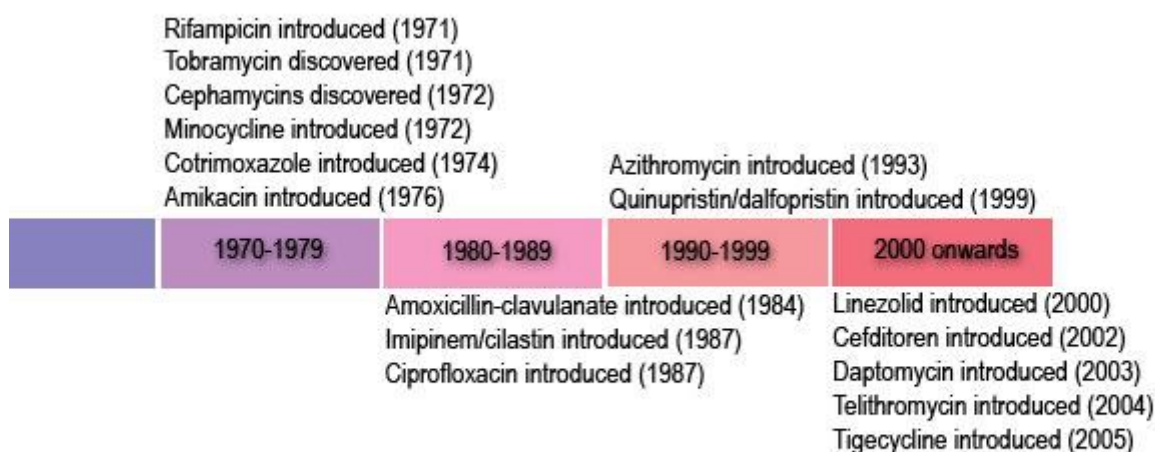 Rifampicin introduced (1971)
Tobramycin discovered (1971)
Cephamycins discovered (1972)
Minocycline introduced (1972)
Cotrimoxazole introduced (1974)
Amikacin introduced (1976)
Azithromycin introduced (1993)
Quinupristin/dalfopristin introduced (1999)
1970-1979
1980-1989
1990-1999
2000 onwards
Amoxicillin-clavulanate introduced (1984)
Imipinem/cilastin introduced (1987)
Ciprofloxacin introduced (1987)
Linezolid introduced (2000)
Cefditoren introduced (2002)
Daptomycin introduced (2003)
Telithromycin introduced (2004)
Tigecycline introduced (2005)